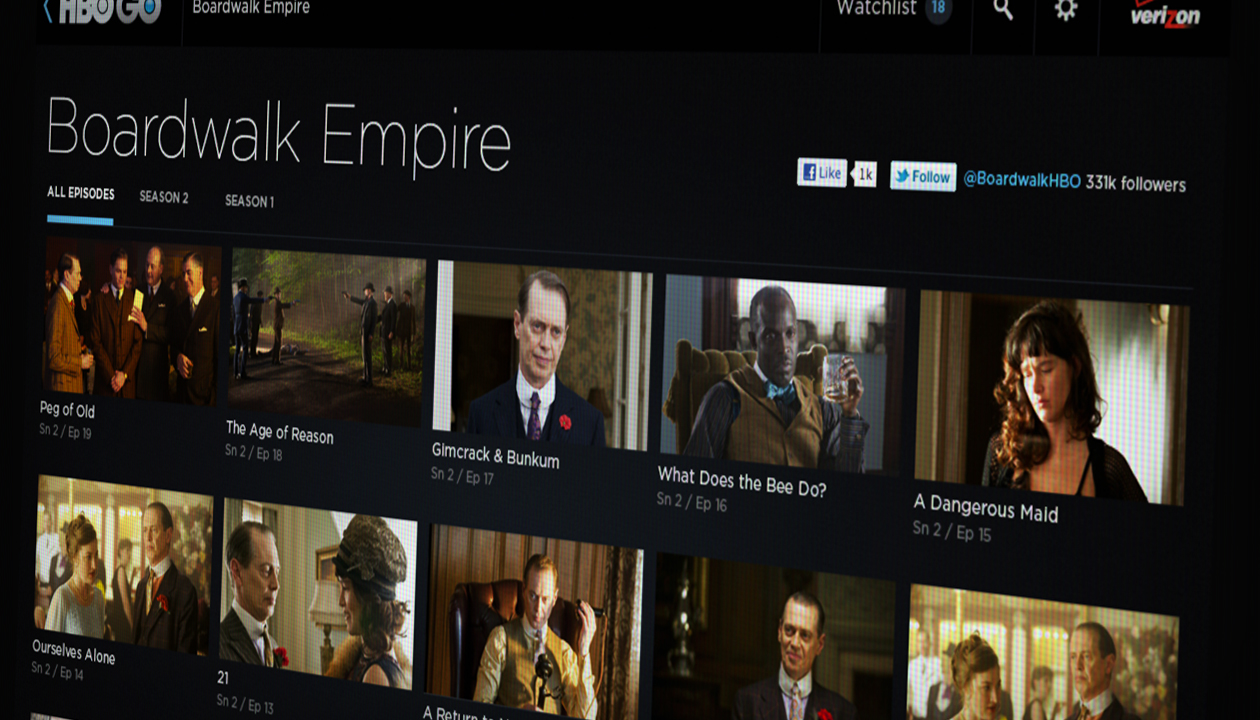 HBO GO
Boardwalk Empire
Watchlist 18
verizon
Boardwalk Empire
Like 1k
Follow @BoardwalkHBO 331k followers
ALL EPISODES SEASON 2 SEASON 1
Peg of Old
Sn 2 / Ep 19
The Age of Reason
Sn 2 / Ep 18
Gimcrack & Bunkum
Sn 2 / Ep 17
What Does the Bee Do?
Sn 2 / Ep 16
A Dangerous Maid
Sn 2 / Ep 15
Ourselves Alone
Sn 2 / Ep 14
21
Sn 2 / Ep 13
A Return to